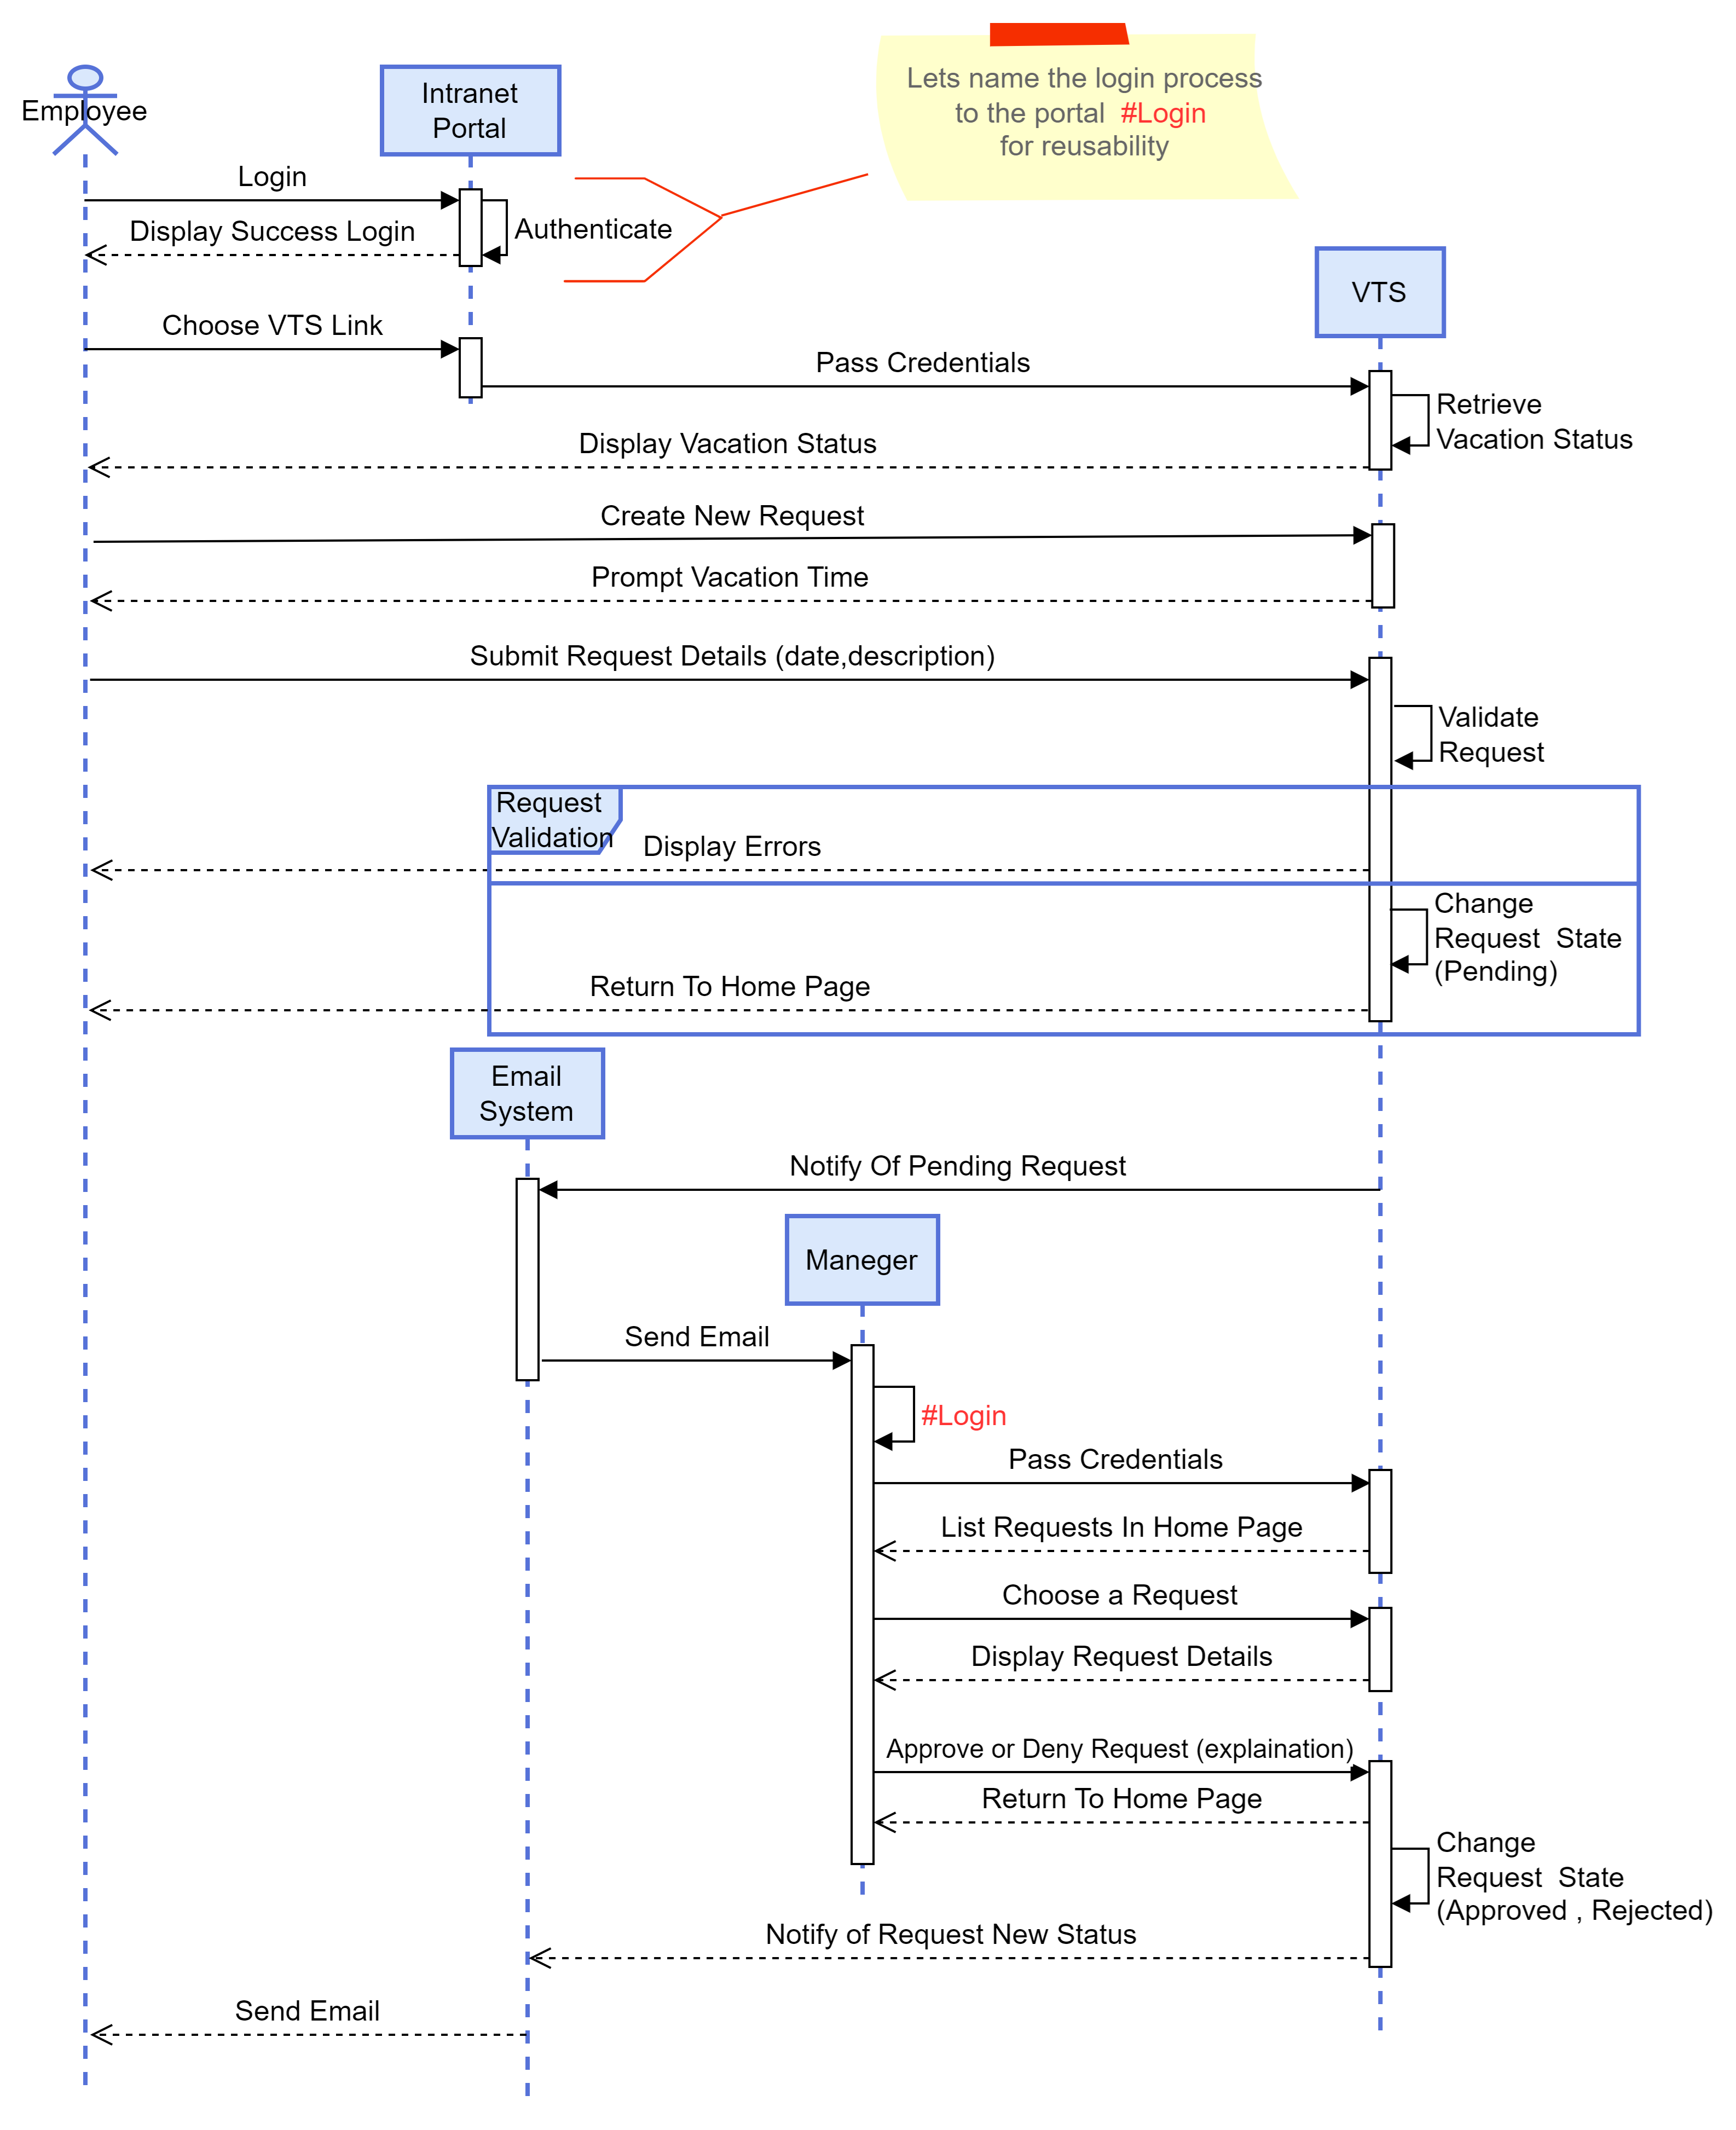 Lets name the login process
to the portal  #Login
for reusability
Employee
Intranet
Portal
Login
Authenticate
Display Success Login
VTS
Choose VTS Link
Pass Credentials
Retrieve
Vacation Status
Display Vacation Status
Create New Request
Prompt Vacation Time
Submit Request Details (date,description)
Validate
Request
Request
Validation
Display Errors
Change
Request  State
(Pending)
Return To Home Page
Email
System
Notify Of Pending Request
Maneger
Send Email
#Login
Pass Credentials
List Requests In Home Page
Choose a Request
Display Request Details
Approve or Deny Request (explaination)
Return To Home Page
Change
Request  State
(Approved , Rejected)
Notify of Request New Status
Send Email